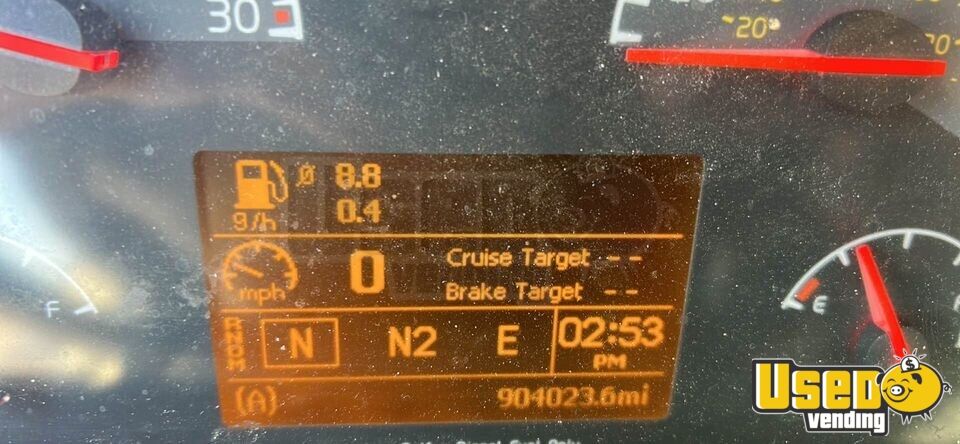 30
~20°
8.8
g/h
0.4
mph
0
Cruise Target --
Brake Target --
F
E
RNDM
N
N2
E
02:53
PM
(A)
904023.6mi
USED
vending